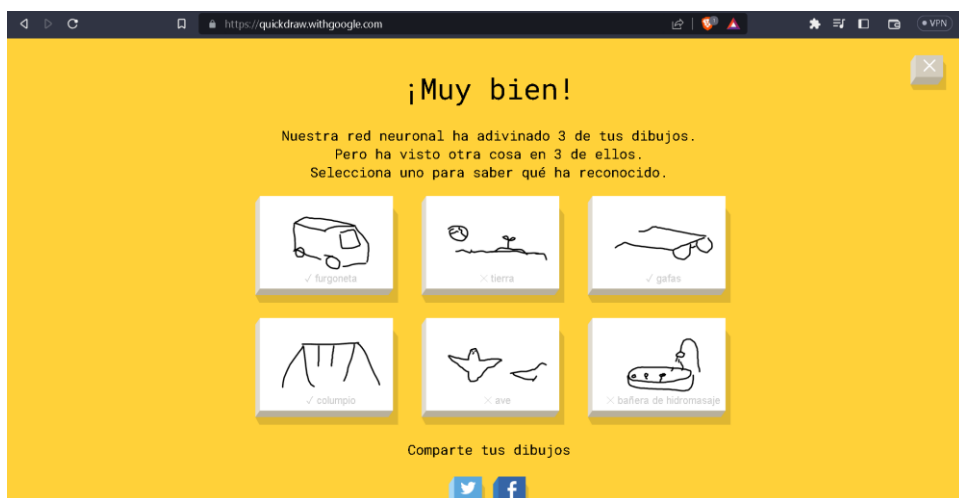 https://quickdraw.withgoogle.com
VPN
¡Muy bien!
Nuestra red neuronal ha adivinado 3 de tus dibujos.
Pero ha visto otra cosa en 3 de ellos.
Selecciona uno para saber qué ha reconocido.
✓ furgoneta
× tierra
✓ gafas
✓ columpio
× ave
× bañera de hidromasaje
Comparte tus dibujos